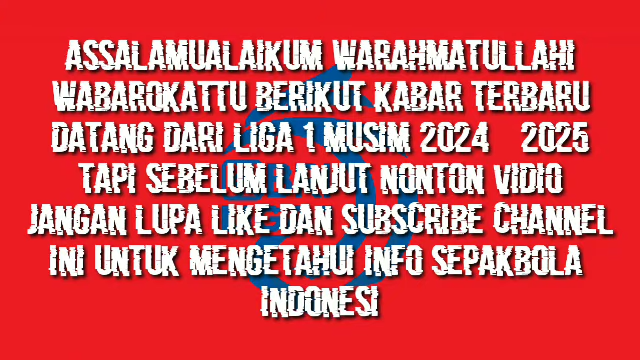 ASSALAMUALAIKUM WARAHMATULLAHI
WABAROKATTU BERIKUT KABAR TERBARU
DATANG DARI LIGA 1 MUSIM 2024 2025
TAPI SEBELUM LANJUT NONTON VIDIO
JANGAN LUPA LIKE DAN SUBSCRIBE CHANNEL
INI UNTUK MENGETAHUI INFO SEPAKBOLA
INDONESI